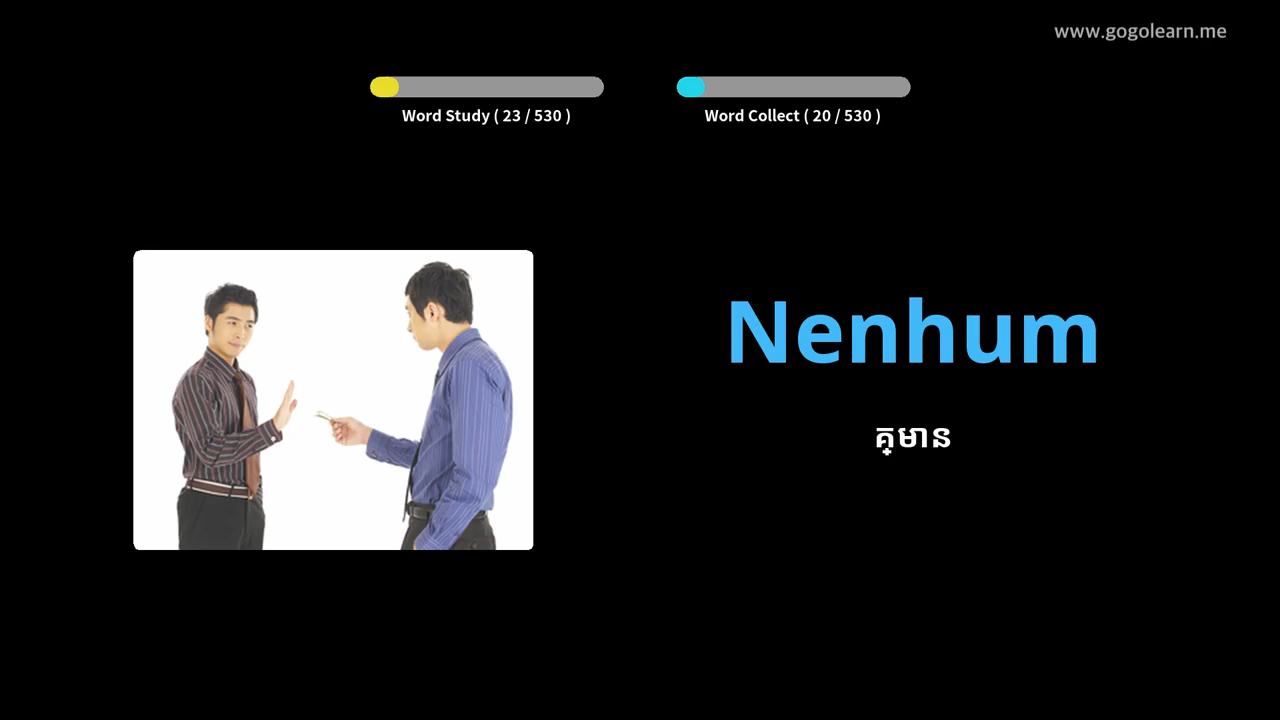 www.gogolearn.me
Word Study ( 23 / 530 )
Word Collect ( 20 / 530 )
Nenhum
គ្មាន